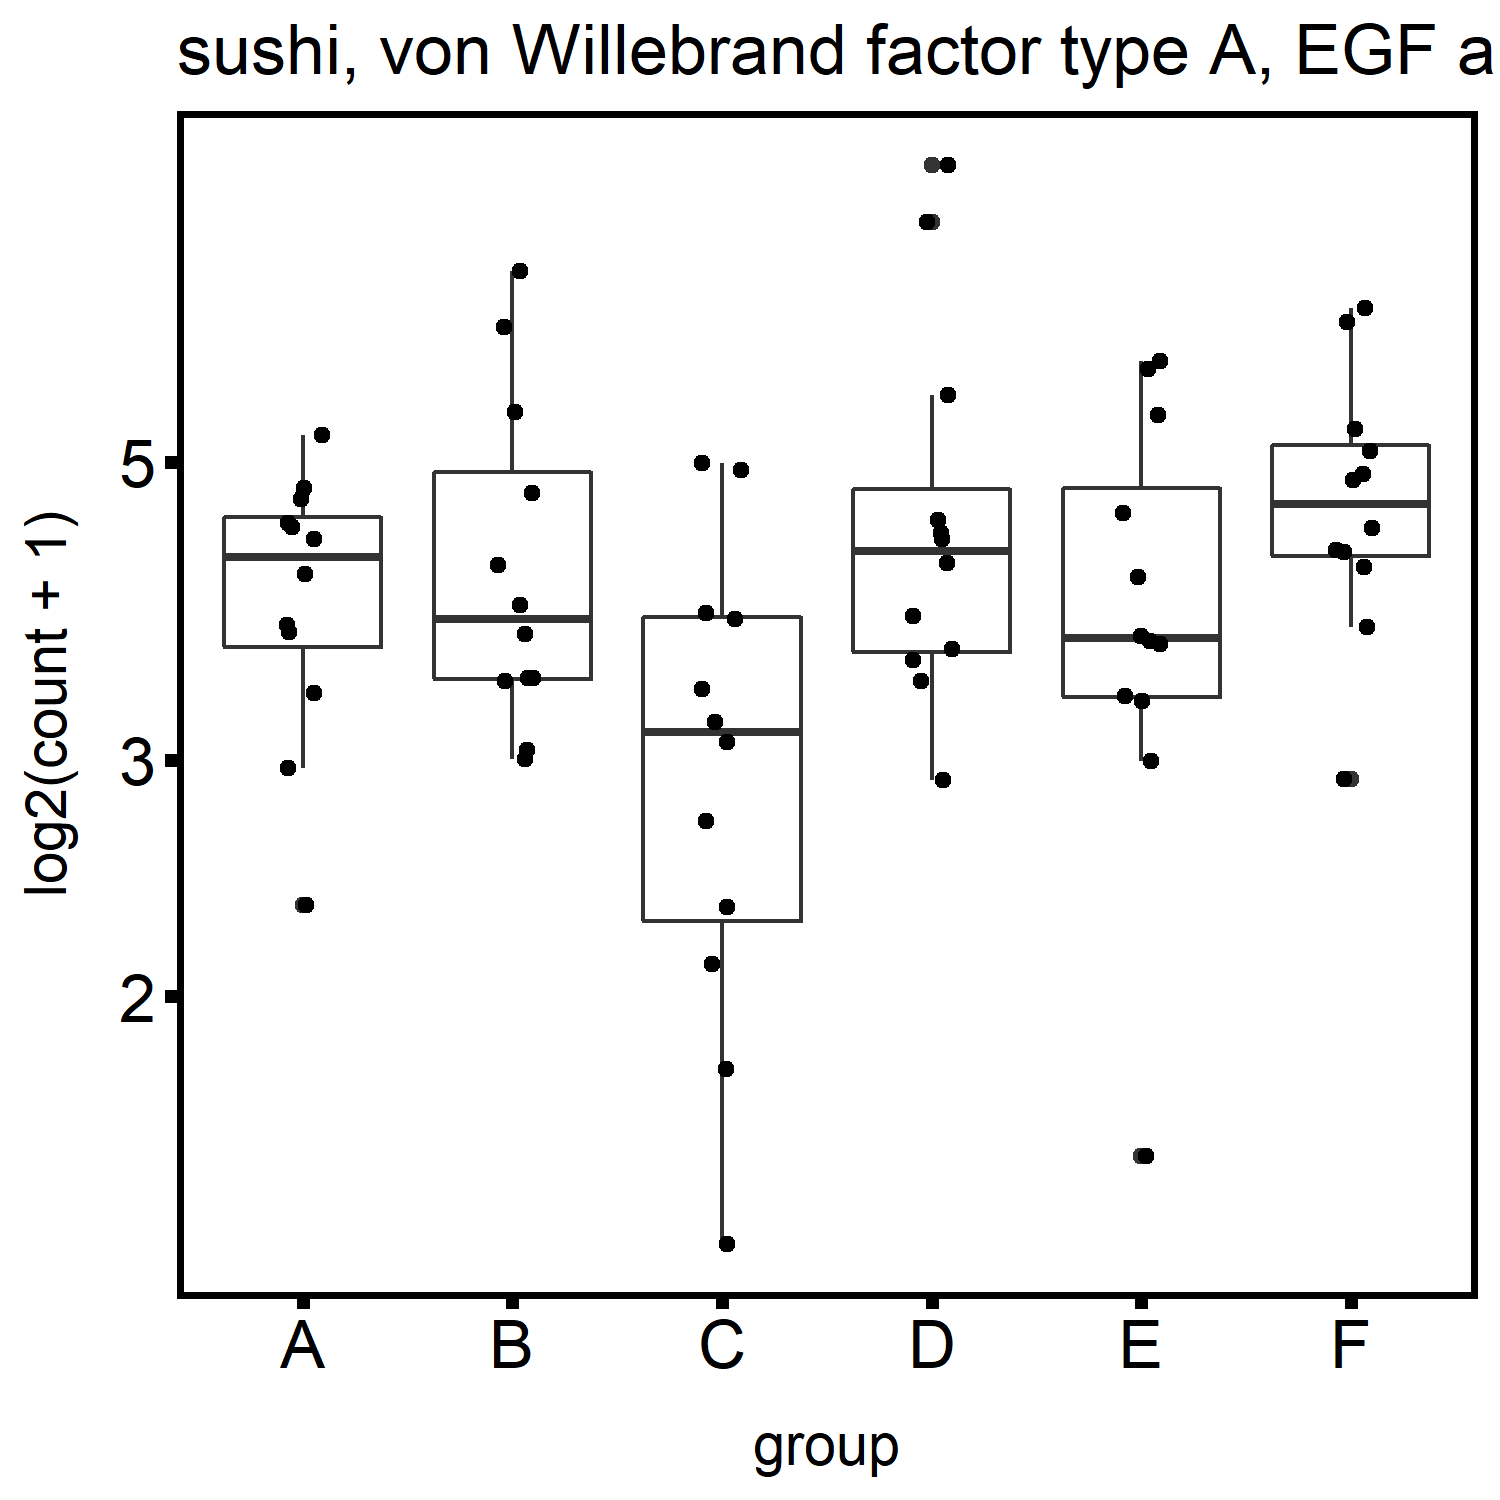 sushi, von Willebrand factor type A, EGF a
log2(count + 1)
5
3
2
A B C D E F
group